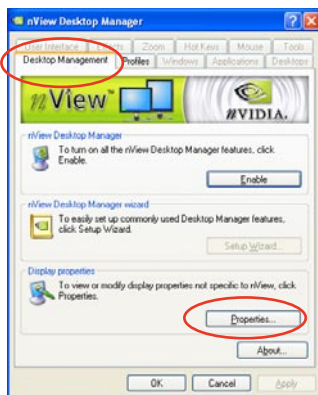 nView Desktop Manager
User Interface Effects Zoom Hot Keys Mouse Tools
Desktop Management Profiles Windows Applications Desktops
nView
nVIDIA.
nView Desktop Manager
To turn on all the nView Desktop Manager features, click
Enable.
Enable
nView Desktop Manager wizard
To easily set up commonly used Desktop Manager features,
click Setup Wizard.
Setup Wizard...
Display properties
To view or modify display properties not specific to nView, click
Properties.
Properties...
About...
OK Cancel Apply